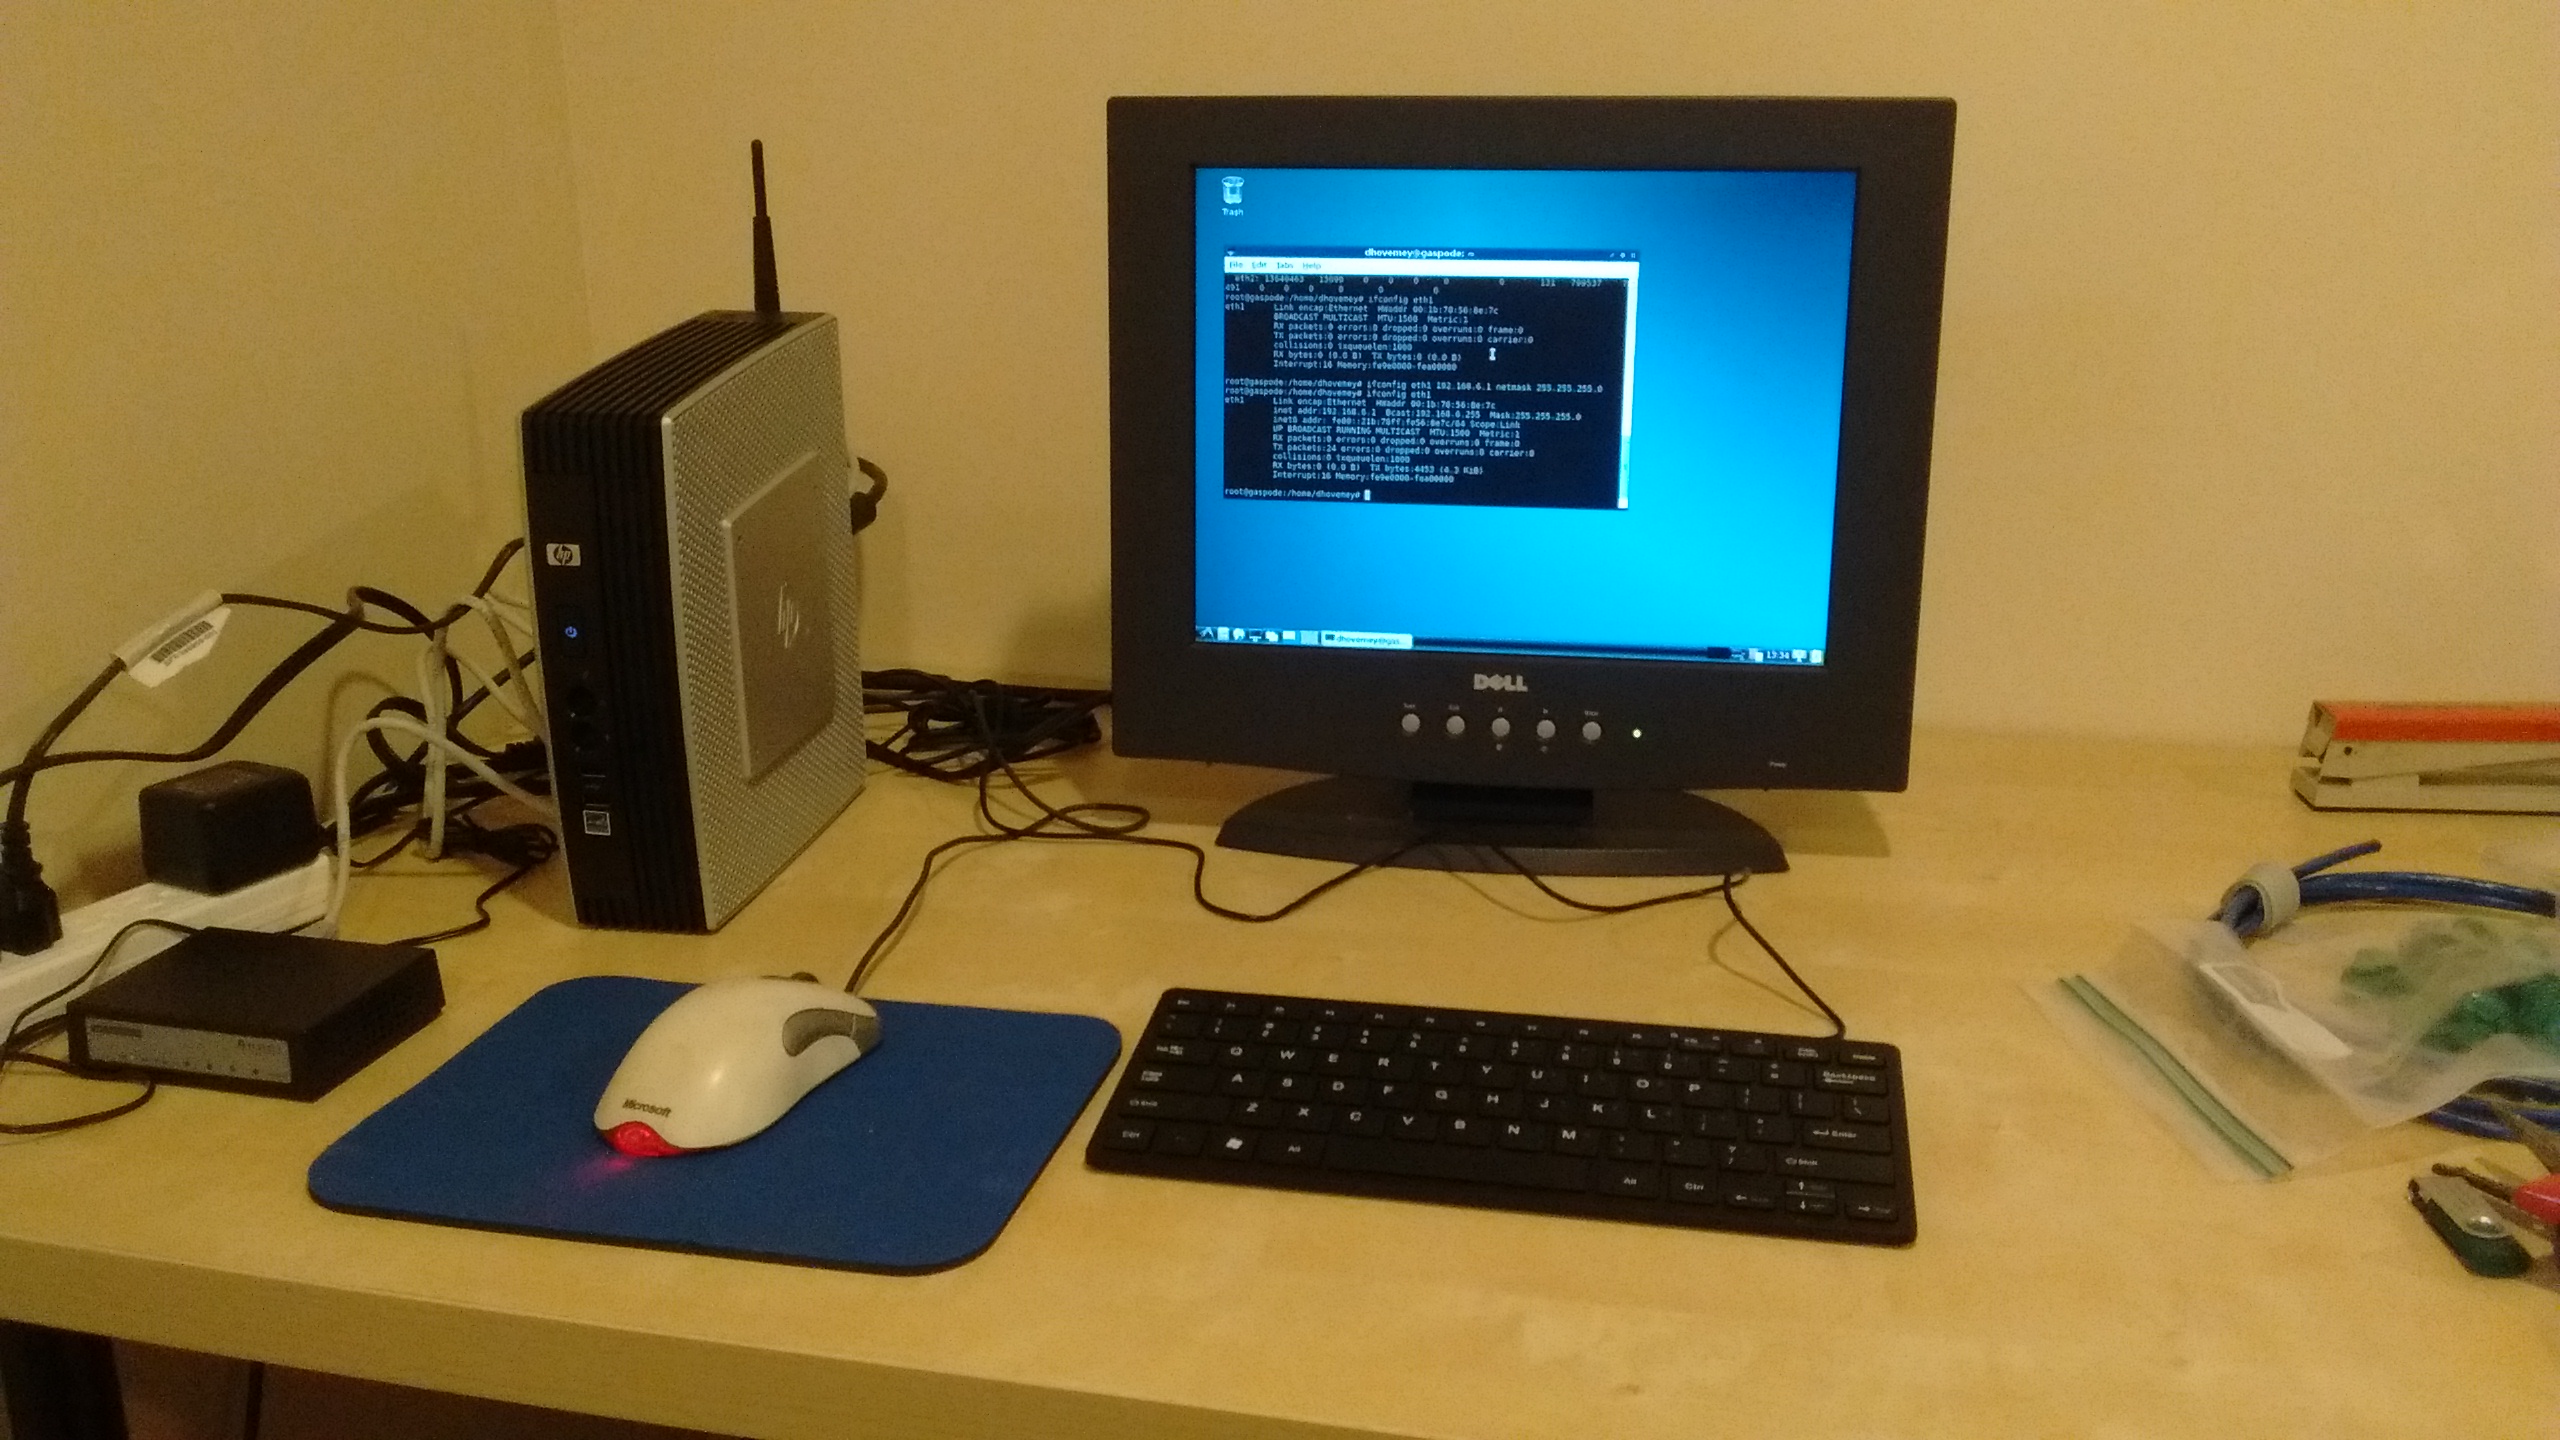 Trash
dhovemey@gaspode: ~
File Edit Tabs Help
eth1: 13640463 15090 0 0 0 0 0 0 131 799537
root@gaspode:/home/dhovemey# ifconfig eth1
eth1 Link encap:Ethernet HWaddr 00:1b:78:56:8e:7c
BROADCAST MULTICAST MTU:1500 Metric:1
RX packets:0 errors:0 dropped:0 overruns:0 frame:0
TX packets:0 errors:0 dropped:0 overruns:0 carrier:0
collisions:0 txqueuelen:1000
RX bytes:0 (0.0 B) TX bytes:0 (0.0 B)
Interrupt:16 Memory:fe9e0000-fea00000
root@gaspode:/home/dhovemey# ifconfig eth1 192.168.6.1 netmask 255.255.255.0
root@gaspode:/home/dhovemey# ifconfig eth1
eth1 Link encap:Ethernet HWaddr 00:1b:78:56:8e:7c
inet addr:192.168.6.1 Bcast:192.168.6.255 Mask:255.255.255.0
inet6 addr: fe80::21b:78ff:fe56:8e7c/64 Scope:Link
UP BROADCAST RUNNING MULTICAST MTU:1500 Metric:1
RX packets:0 errors:0 dropped:0 overruns:0 frame:0
TX packets:24 errors:0 dropped:0 overruns:0 carrier:0
collisions:0 txqueuelen:1000
RX bytes:0 (0.0 B) TX bytes:4453 (4.3 KiB)
Interrupt:16 Memory:fe9e0000-fea00000
root@gaspode:/home/dhovemey#
dhovemey@gas...
13:34
DELL
hp
hp
Microsoft
Q W E R T Y U I O P
A S D F G H J K L Enter
Shift Z X C V B N M Shift
Ctrl Alt Alt Ctrl